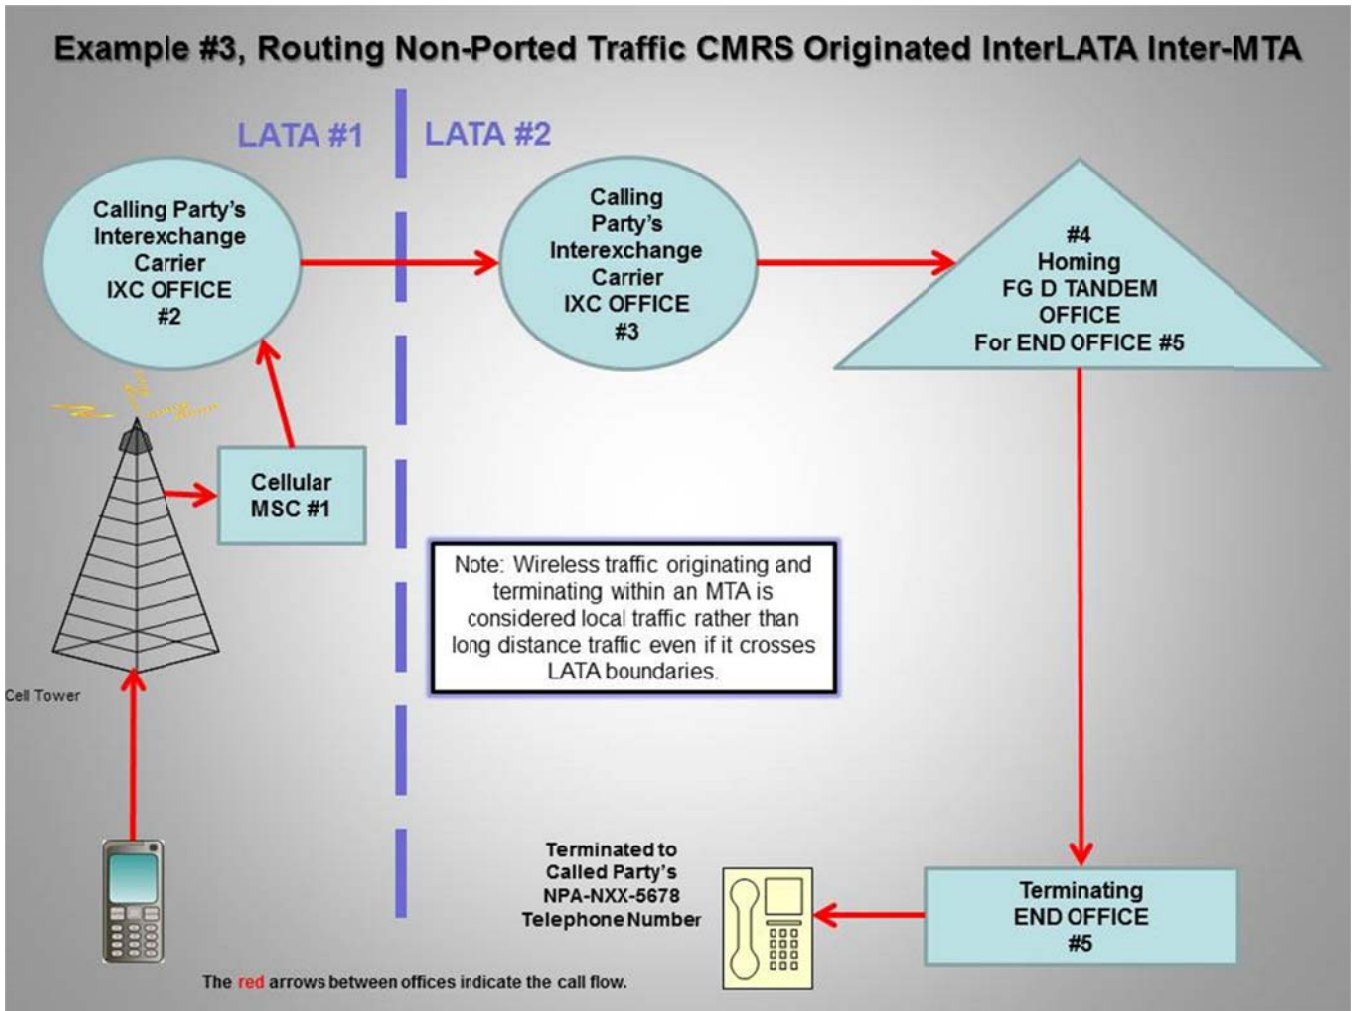 Example #3, Routing Non-Ported Traffic CMRS Originated InterLATA Inter-MTA
LATA #1
LATA #2
Calling Party's
Interexchange
Carrier
IXC OFFICE
#2
Calling
Party's
Interexchange
Carrier
IXC OFFICE
#3
#4
Homing
FG D TANDEM
OFFICE
For END OFFICE #5
Cellular
MSC #1
Note: Wireless traffic originating and
terminating within an MTA is
considered local traffic rather than
long distance traffic even if it crosses
LATA boundaries.
Cell Tower
Terminated to
Called Party's
NPA-NXX-5678
Telephone Number
Terminating
END OFFICE
#5
The red arrows between offices indicate the call flow.